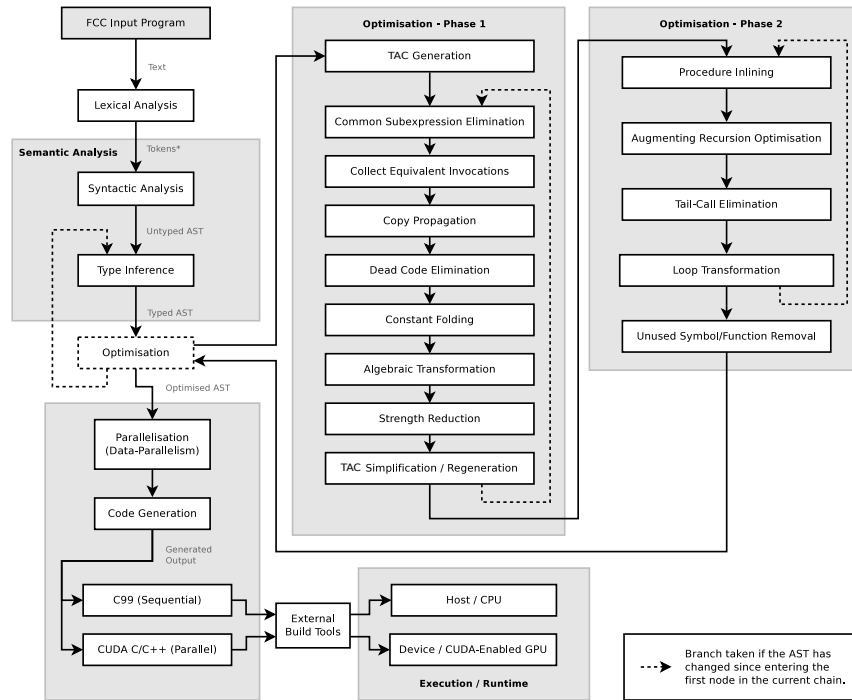 FCC Input Program
Text
Lexical Analysis
Tokens*
Semantic Analysis
Syntactic Analysis
Untyped AST
Type Inference
Typed AST
Optimisation
Optimised AST
Parallelisation
(Data-Parallelism)
Code Generation
Generated
Output
C99 (Sequential)
CUDA C/C++ (Parallel)
External
Build Tools
Optimisation - Phase 1
TAC Generation
Common Subexpression Elimination
Collect Equivalent Invocations
Copy Propagation
Dead Code Elimination
Constant Folding
Algebraic Transformation
Strength Reduction
TAC Simplification / Regeneration
Optimisation - Phase 2
Procedure Inlining
Augmenting Recursion Optimisation
Tail-Call Elimination
Loop Transformation
Unused Symbol/Function Removal
Host / CPU
Device / CUDA-Enabled GPU
Execution / Runtime
Branch taken if the AST has
changed since entering the
first node in the current chain.